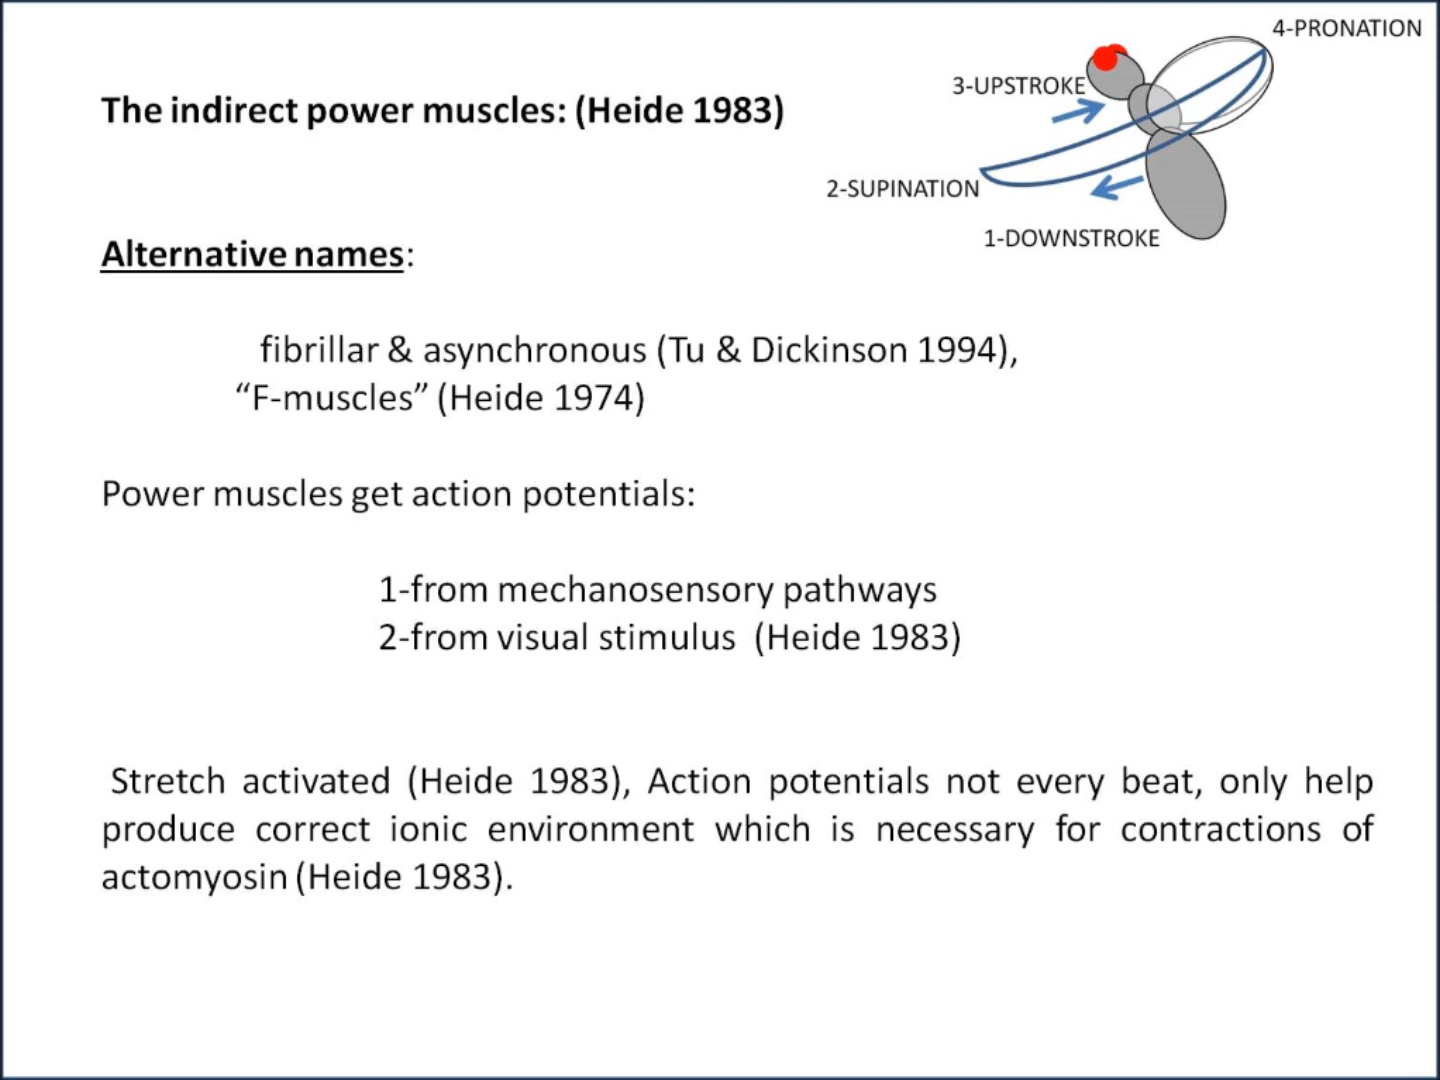 4-PRONATION
3-UPSTROKE
The indirect power muscles: (Heide 1983)
2-SUPINATION
1-DOWNSTROKE
Alternative names:
fibrillar & asynchronous (Tu & Dickinson 1994),
“F-muscles” (Heide 1974)
Power muscles get action potentials:
1-from mechanosensory pathways
2-from visual stimulus (Heide 1983)
Stretch activated (Heide 1983), Action potentials not every beat, only help
produce correct ionic environment which is necessary for contractions of
actomyosin (Heide 1983).